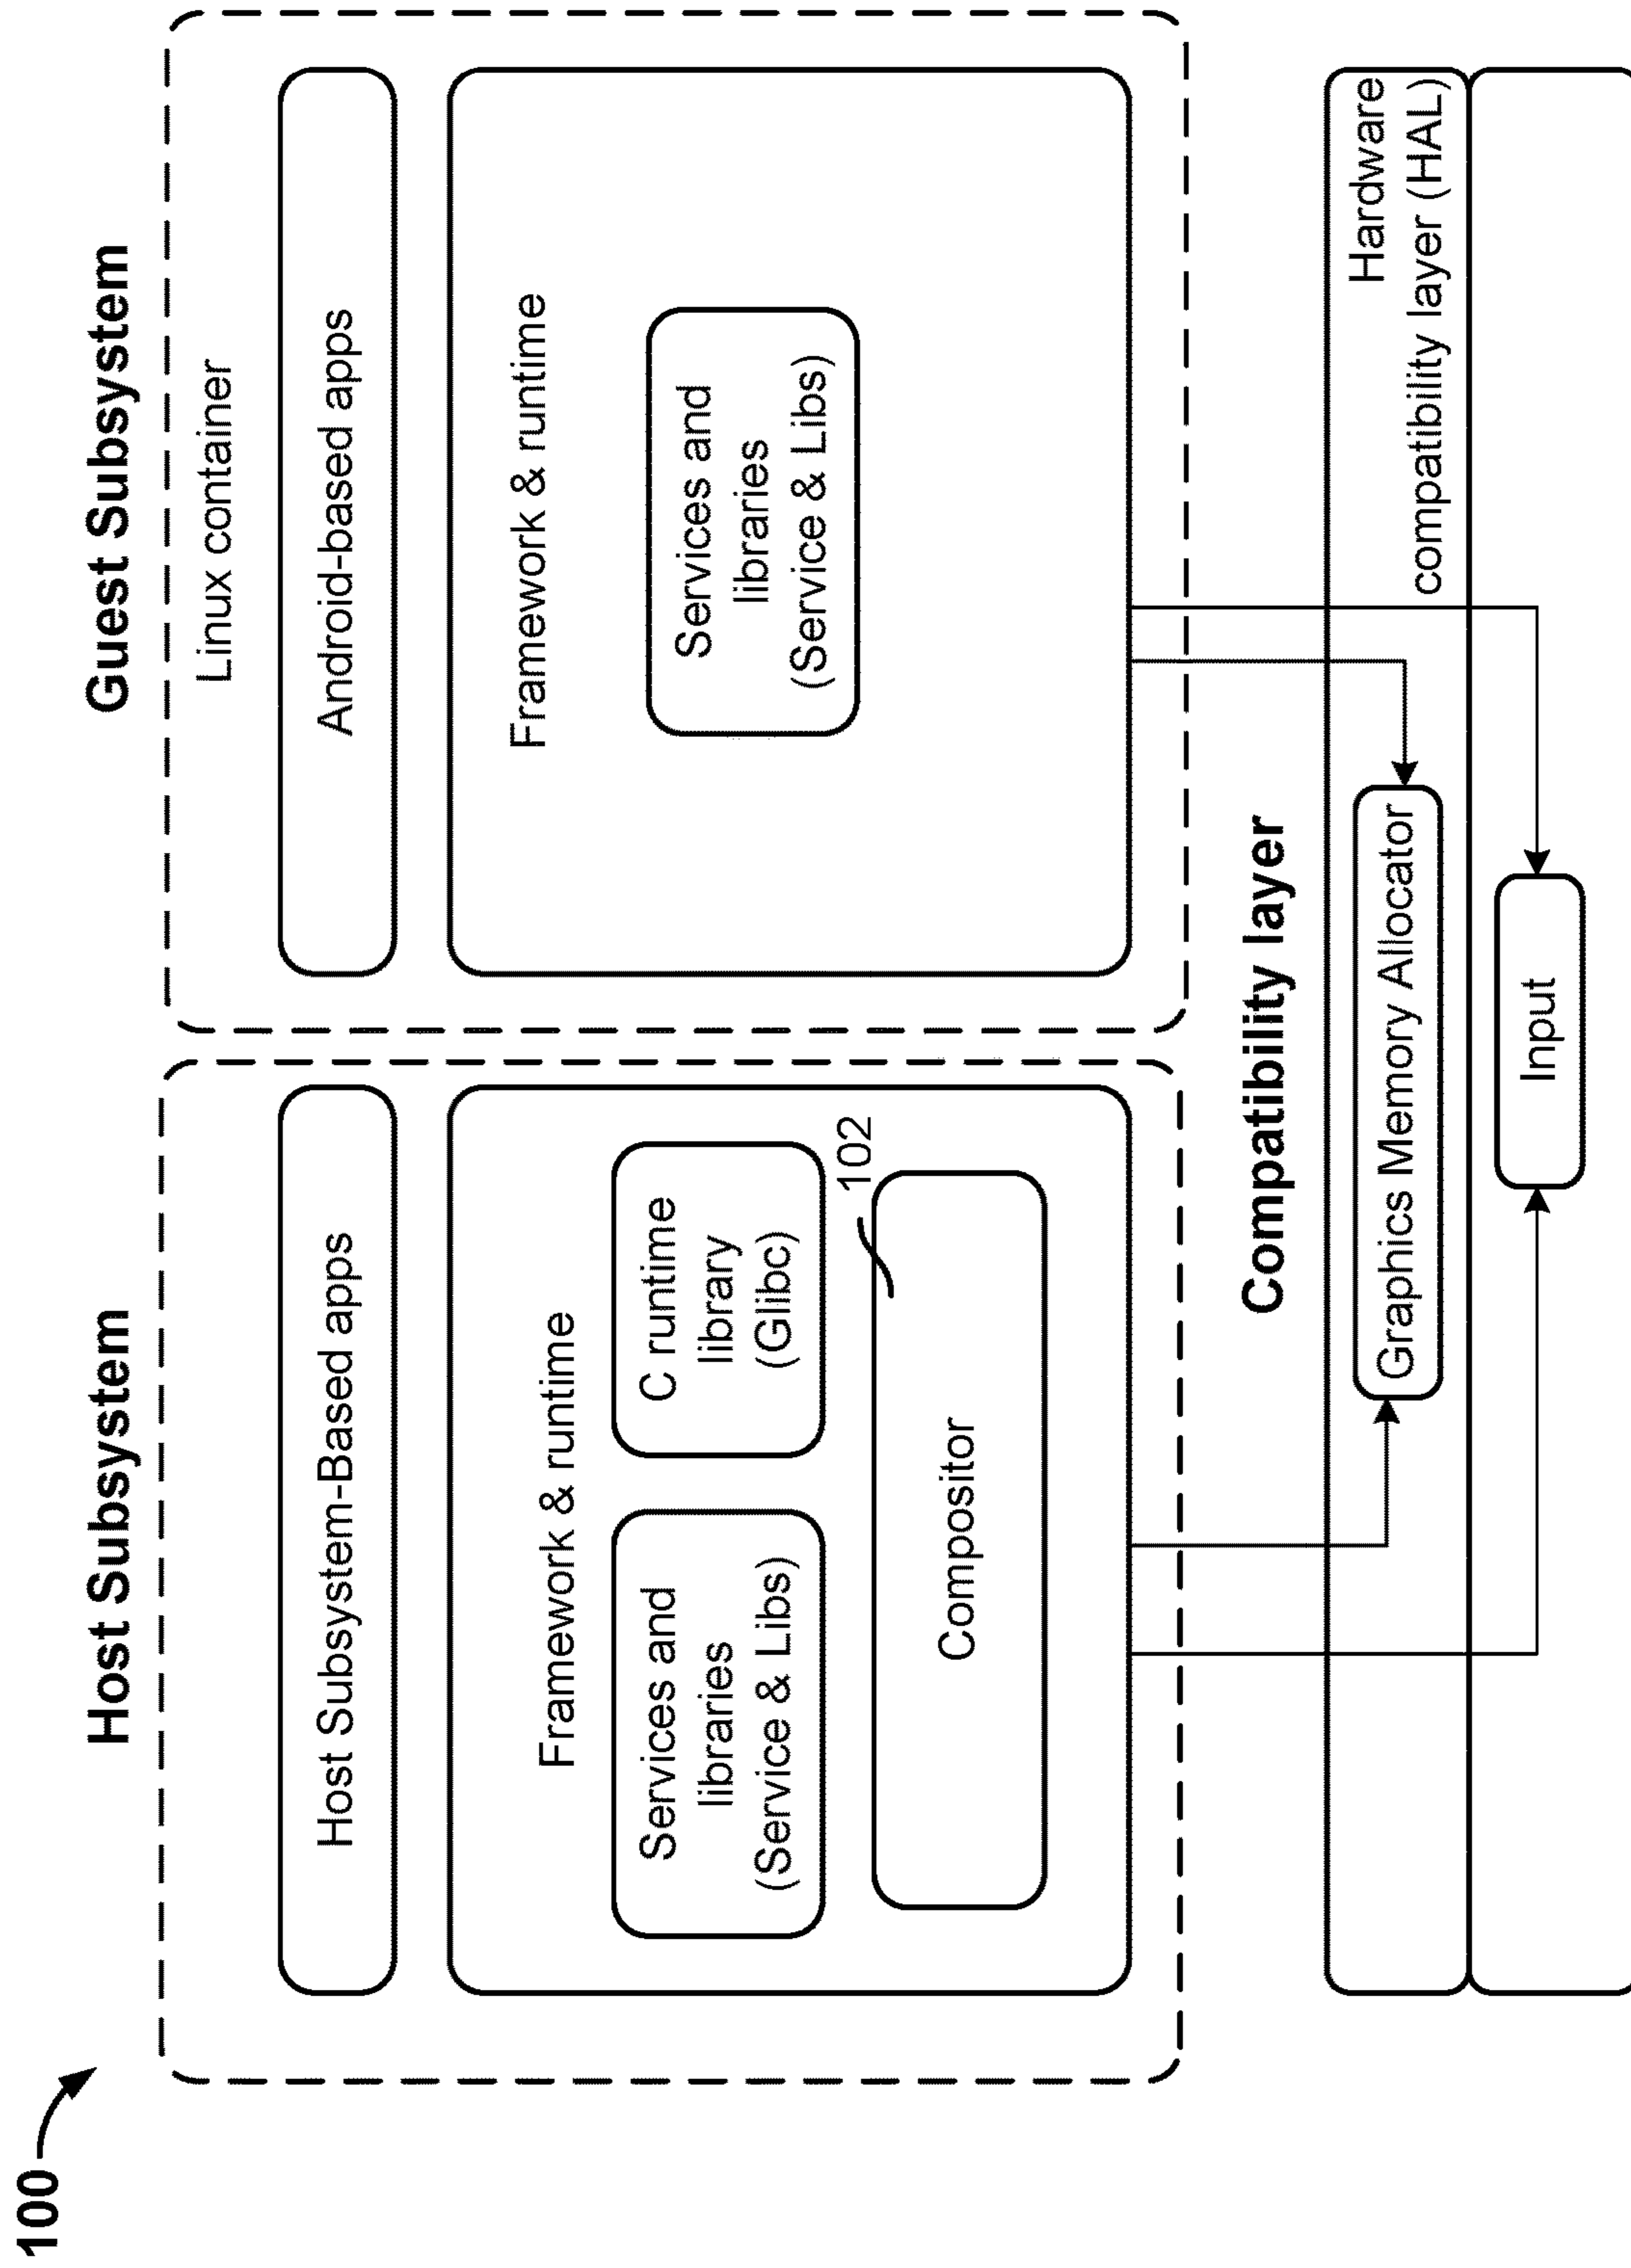 100
Host Subsystem
Host Subsystem-Based apps
Framework & runtime
Services and
libraries
(Service & Libs)
C runtime
library
(Glibc)
102
Compositor
Guest Subsystem
Linux container
Android-based apps
Framework & runtime
Services and
libraries
(Service & Libs)
Compatibility layer
Hardware
compatibility layer (HAL)
Graphics Memory Allocator
Input